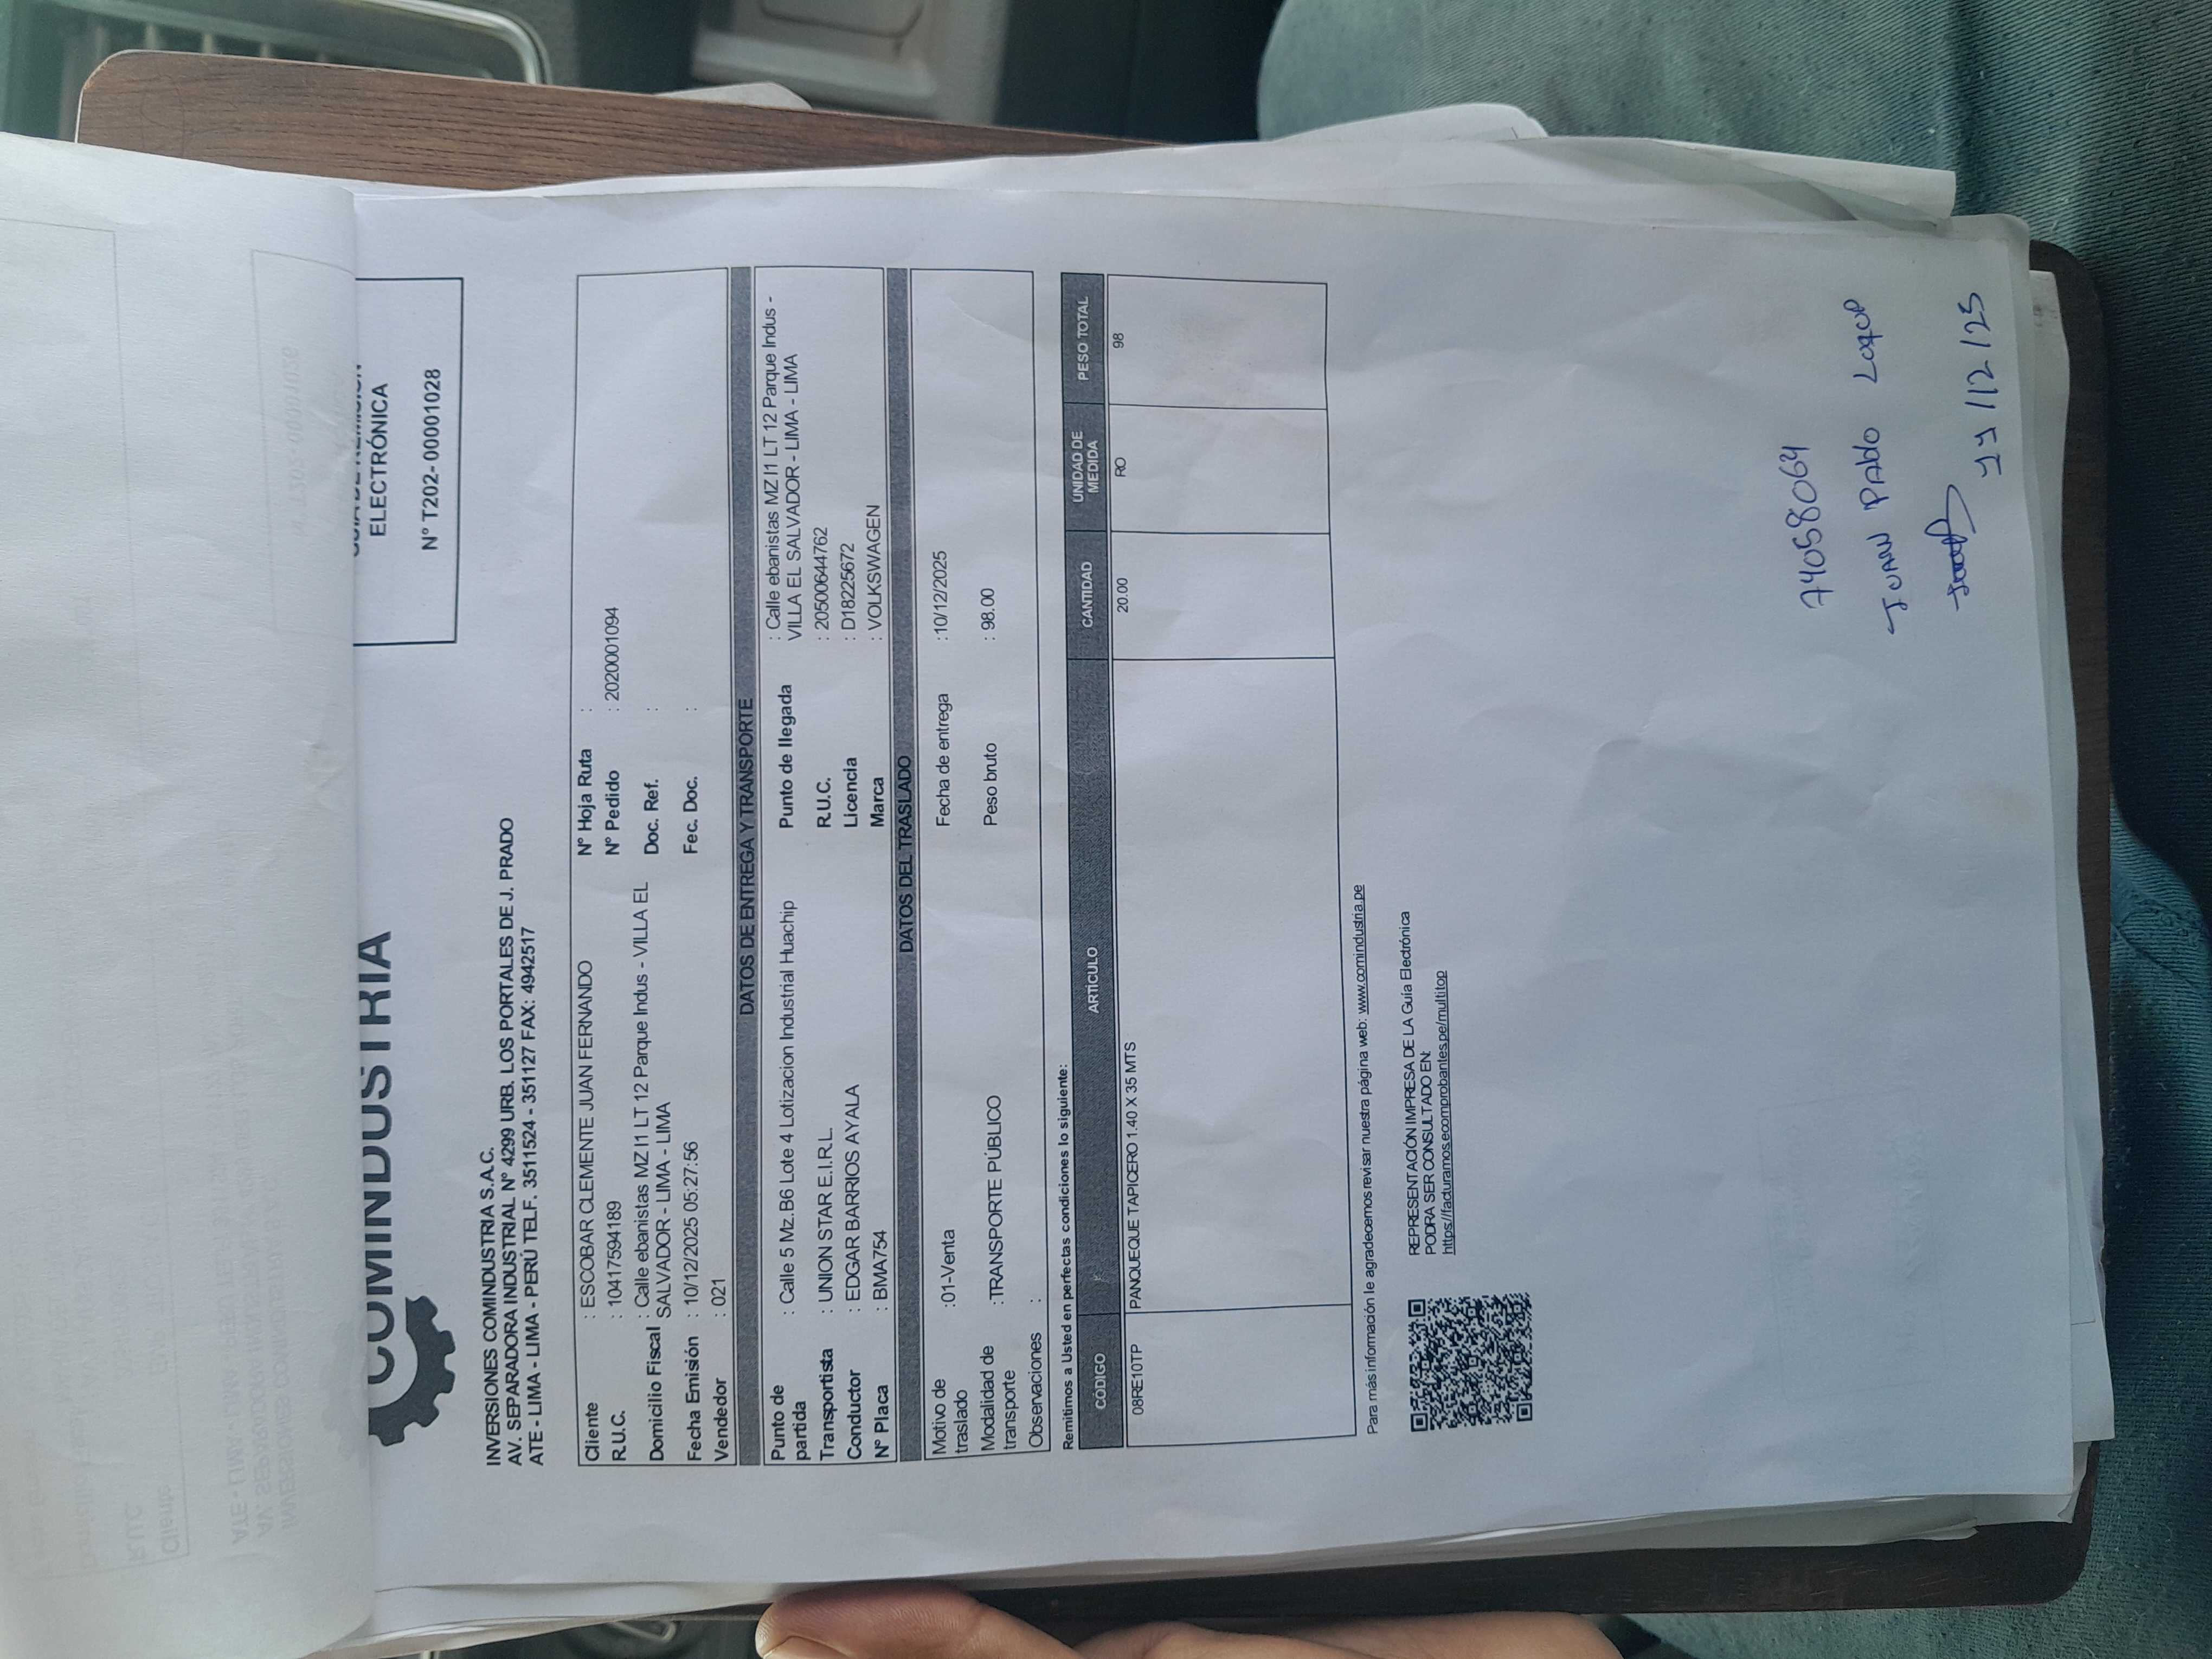 COMINDUSTRIA
ELECTRÓNICA
N° T202-00001028
INVERSIONES COMINDUSTRIA S.A.C.
AV. SEPARADORA INDUSTRIAL N° 4299 URB. LOS PORTALES DE J. PRADO
ATE - LIMA - LIMA - PERÚ TELF. 3511524 - 351127 FAX: 4942517
Cliente : ESCOBAR CLEMENTE JUAN FERNANDO N° Hoja Ruta :
R.U.C. : 10417594189 N° Pedido : 2020001094
Domicilio Fiscal : Calle ebanistas MZ I1 LT 12 Parque Indus - VILLA EL Doc. Ref. :
SALVADOR - LIMA - LIMA
Fecha Emisión : 10/12/2025 05:27:56 Fec. Doc. :
Vendedor : 021
DATOS DE ENTREGA Y TRANSPORTE
Punto de : Calle 5 Mz.B6 Lote 4 Lotizacion Industrial Huachip Punto de llegada : Calle ebanistas MZ I1 LT 12 Parque Indus -
partida VILLA EL SALVADOR - LIMA - LIMA
Transportista : UNION STAR E.I.R.L. R.U.C. : 20500644762
Conductor : EDGAR BARRIOS AYALA Licencia : D18225672
N° Placa : BMA754 Marca : VOLKSWAGEN
DATOS DEL TRASLADO
Motivo de :01-Venta Fecha de entrega :10/12/2025
traslado
Modalidad de :TRANSPORTE PÚBLICO Peso bruto : 98.00
transporte
Observaciones :
Remitimos a Usted en perfectas condiciones lo siguiente:
CÓDIGO ARTÍCULO CANTIDAD UNIDAD DE MEDIDA PESO TOTAL
08RE10TP PANQUEQUE TAPICERO 1.40 X 35 MTS 20.00 RO 98
Para más información le agradecemos revisar nuestra página web: www.comindustria.pe
REPRESENTACIÓN IMPRESA DE LA Guía Electrónica
PODRA SER CONSULTADO EN:
https://facturamos.ecomprobantes.pe/multitop
74058064
JUAN PAblo
11/12/25